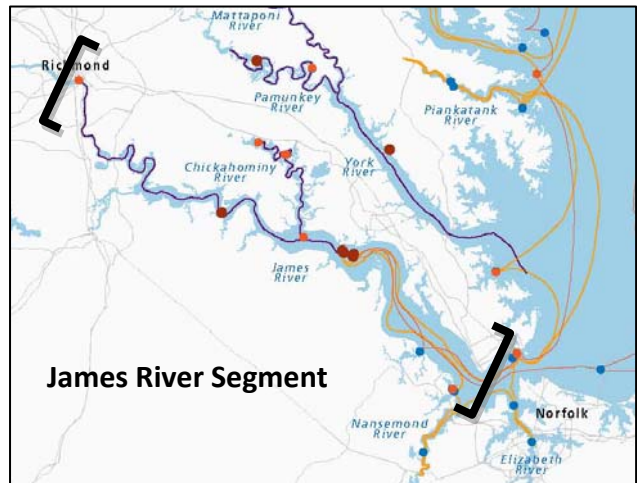 Mattaponi
River
Richmond
Pamunkey
River
Piankatank
River
Chickahominy
River
York
River
James
River
James River Segment
Norfolk
Nansemond
River
Elizabeth
River